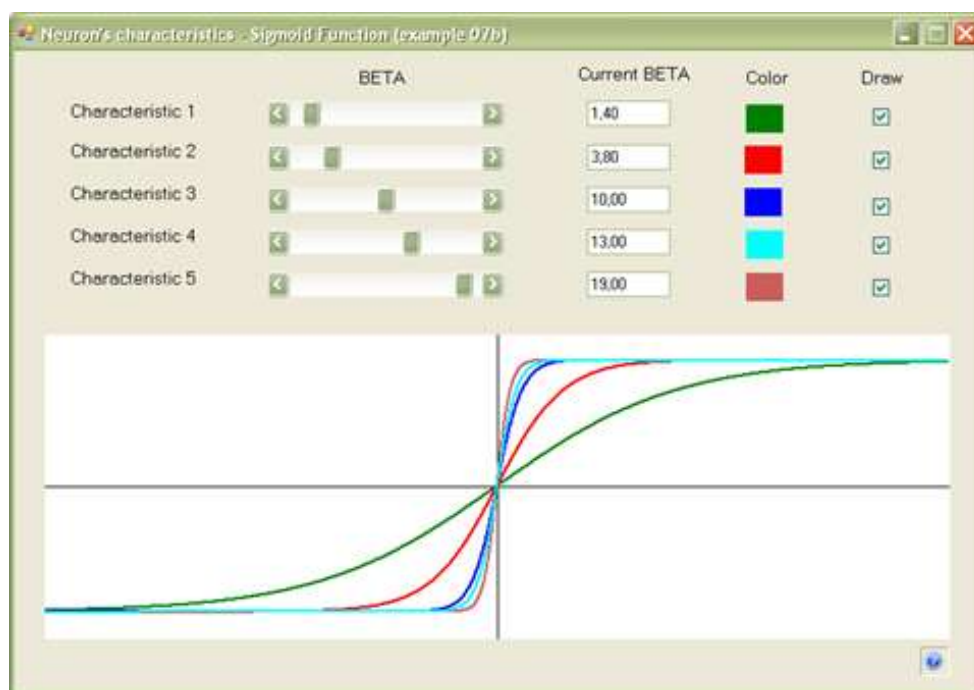 Neuron's characteristics - Sigmoid Function (example 07b)
BETA Current BETA Color Draw
Characteristic 1 1,40
Characteristic 2 3,80
Characteristic 3 10,00
Characteristic 4 13,00
Characteristic 5 19,00